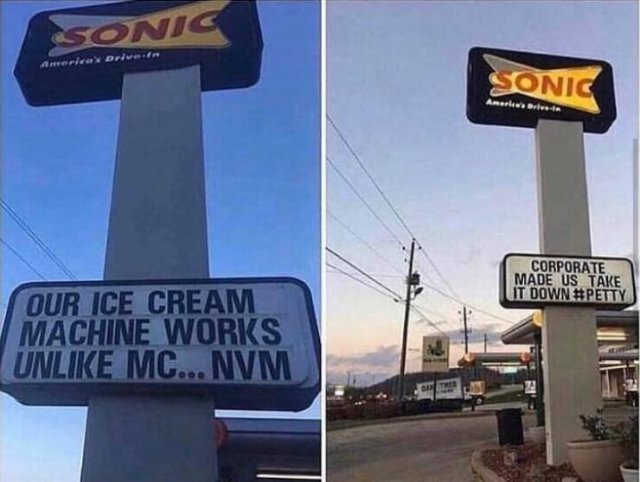 SONIC
America's Drive-In
OUR ICE CREAM
MACHINE WORKS
UNLIKE MC... NVM
SONIC
America's Drive-In
CORPORATE
MADE US TAKE
IT DOWN #PETTY